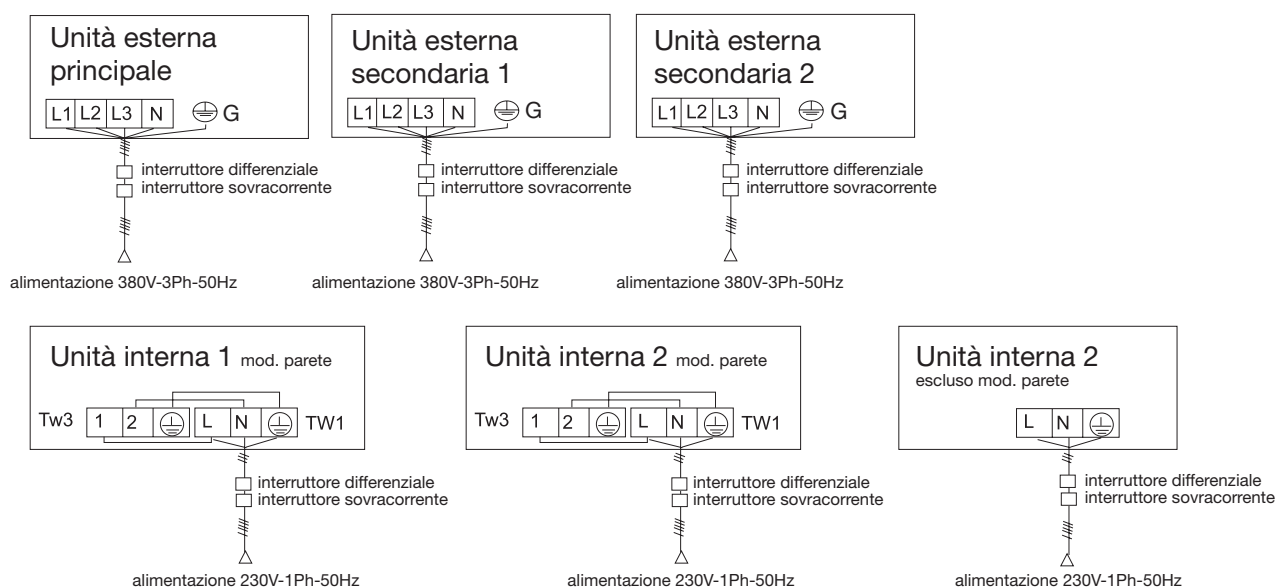 Unità esterna
principale
L1 L2 L3 N G
interruttore differenziale
interruttore sovracorrente
alimentazione 380V-3Ph-50Hz
Unità esterna
secondaria 1
L1 L2 L3 N G
interruttore differenziale
interruttore sovracorrente
alimentazione 380V-3Ph-50Hz
Unità esterna
secondaria 2
L1 L2 L3 N G
interruttore differenziale
interruttore sovracorrente
alimentazione 380V-3Ph-50Hz
Unità interna 1 mod. parete
Tw3 1 2 L N TW1
interruttore differenziale
interruttore sovracorrente
alimentazione 230V-1Ph-50Hz
Unità interna 2 mod. parete
Tw3 1 2 L N TW1
interruttore differenziale
interruttore sovracorrente
alimentazione 230V-1Ph-50Hz
Unità interna 2
escluso mod. parete
L N
interruttore differenziale
interruttore sovracorrente
alimentazione 230V-1Ph-50Hz